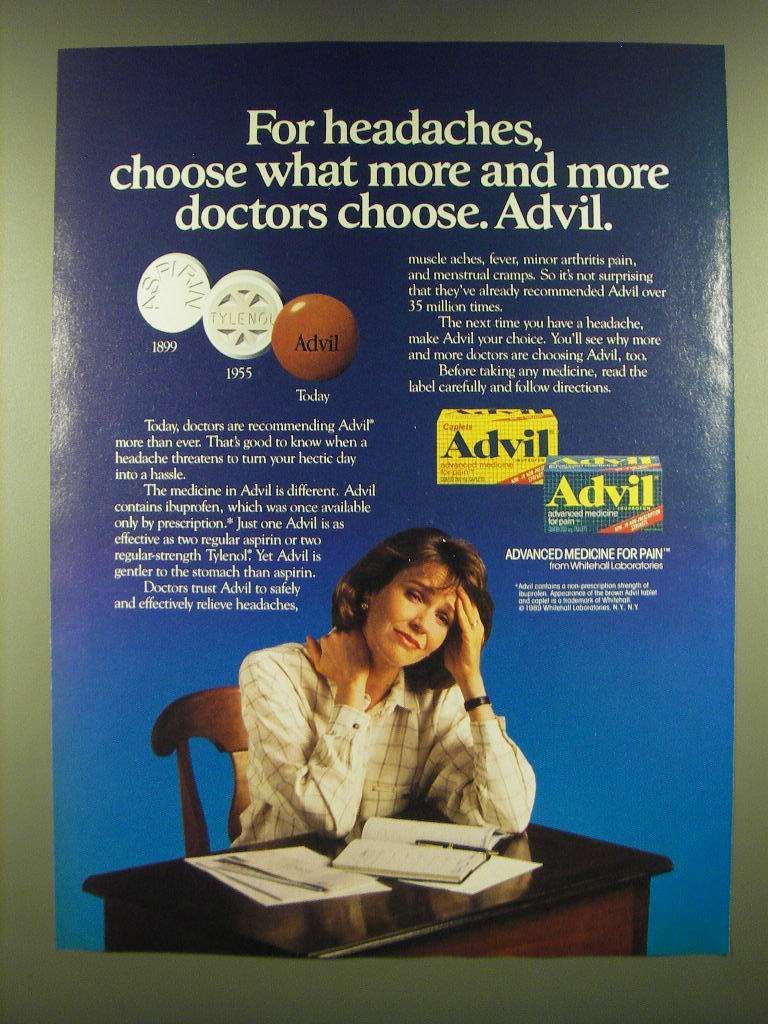 For headaches,
choose what more and more
doctors choose. Advil.
ASPIRIN
1899
TYLENOL
1955
Advil
Today
Today, doctors are recommending Advil®
more than ever. That's good to know when a
headache threatens to turn your hectic day
into a hassle.
The medicine in Advil is different. Advil
contains ibuprofen, which was once available
only by prescription.* Just one Advil is as
effective as two regular aspirin or two
regular-strength Tylenol®. Yet Advil is
gentler to the stomach than aspirin.
Doctors trust Advil to safely
and effectively relieve headaches,
muscle aches, fever, minor arthritis pain,
and menstrual cramps. So it's not surprising
that they've already recommended Advil over
35 million times.
The next time you have a headache,
make Advil your choice. You'll see why more
and more doctors are choosing Advil, too.
Before taking any medicine, read the
label carefully and follow directions.
Caplets
Advil
advanced medicine
for pain™
Advil
IBUPROFEN
advanced medicine
for pain™
ADVANCED MEDICINE FOR PAIN™
from Whitehall Laboratories
*Advil contains a non-prescription strength of
ibuprofen. Appearance of the brown Advil tablet
and caplet is a trademark of Whitehall.
© 1989 Whitehall Laboratories, N.Y., N.Y.